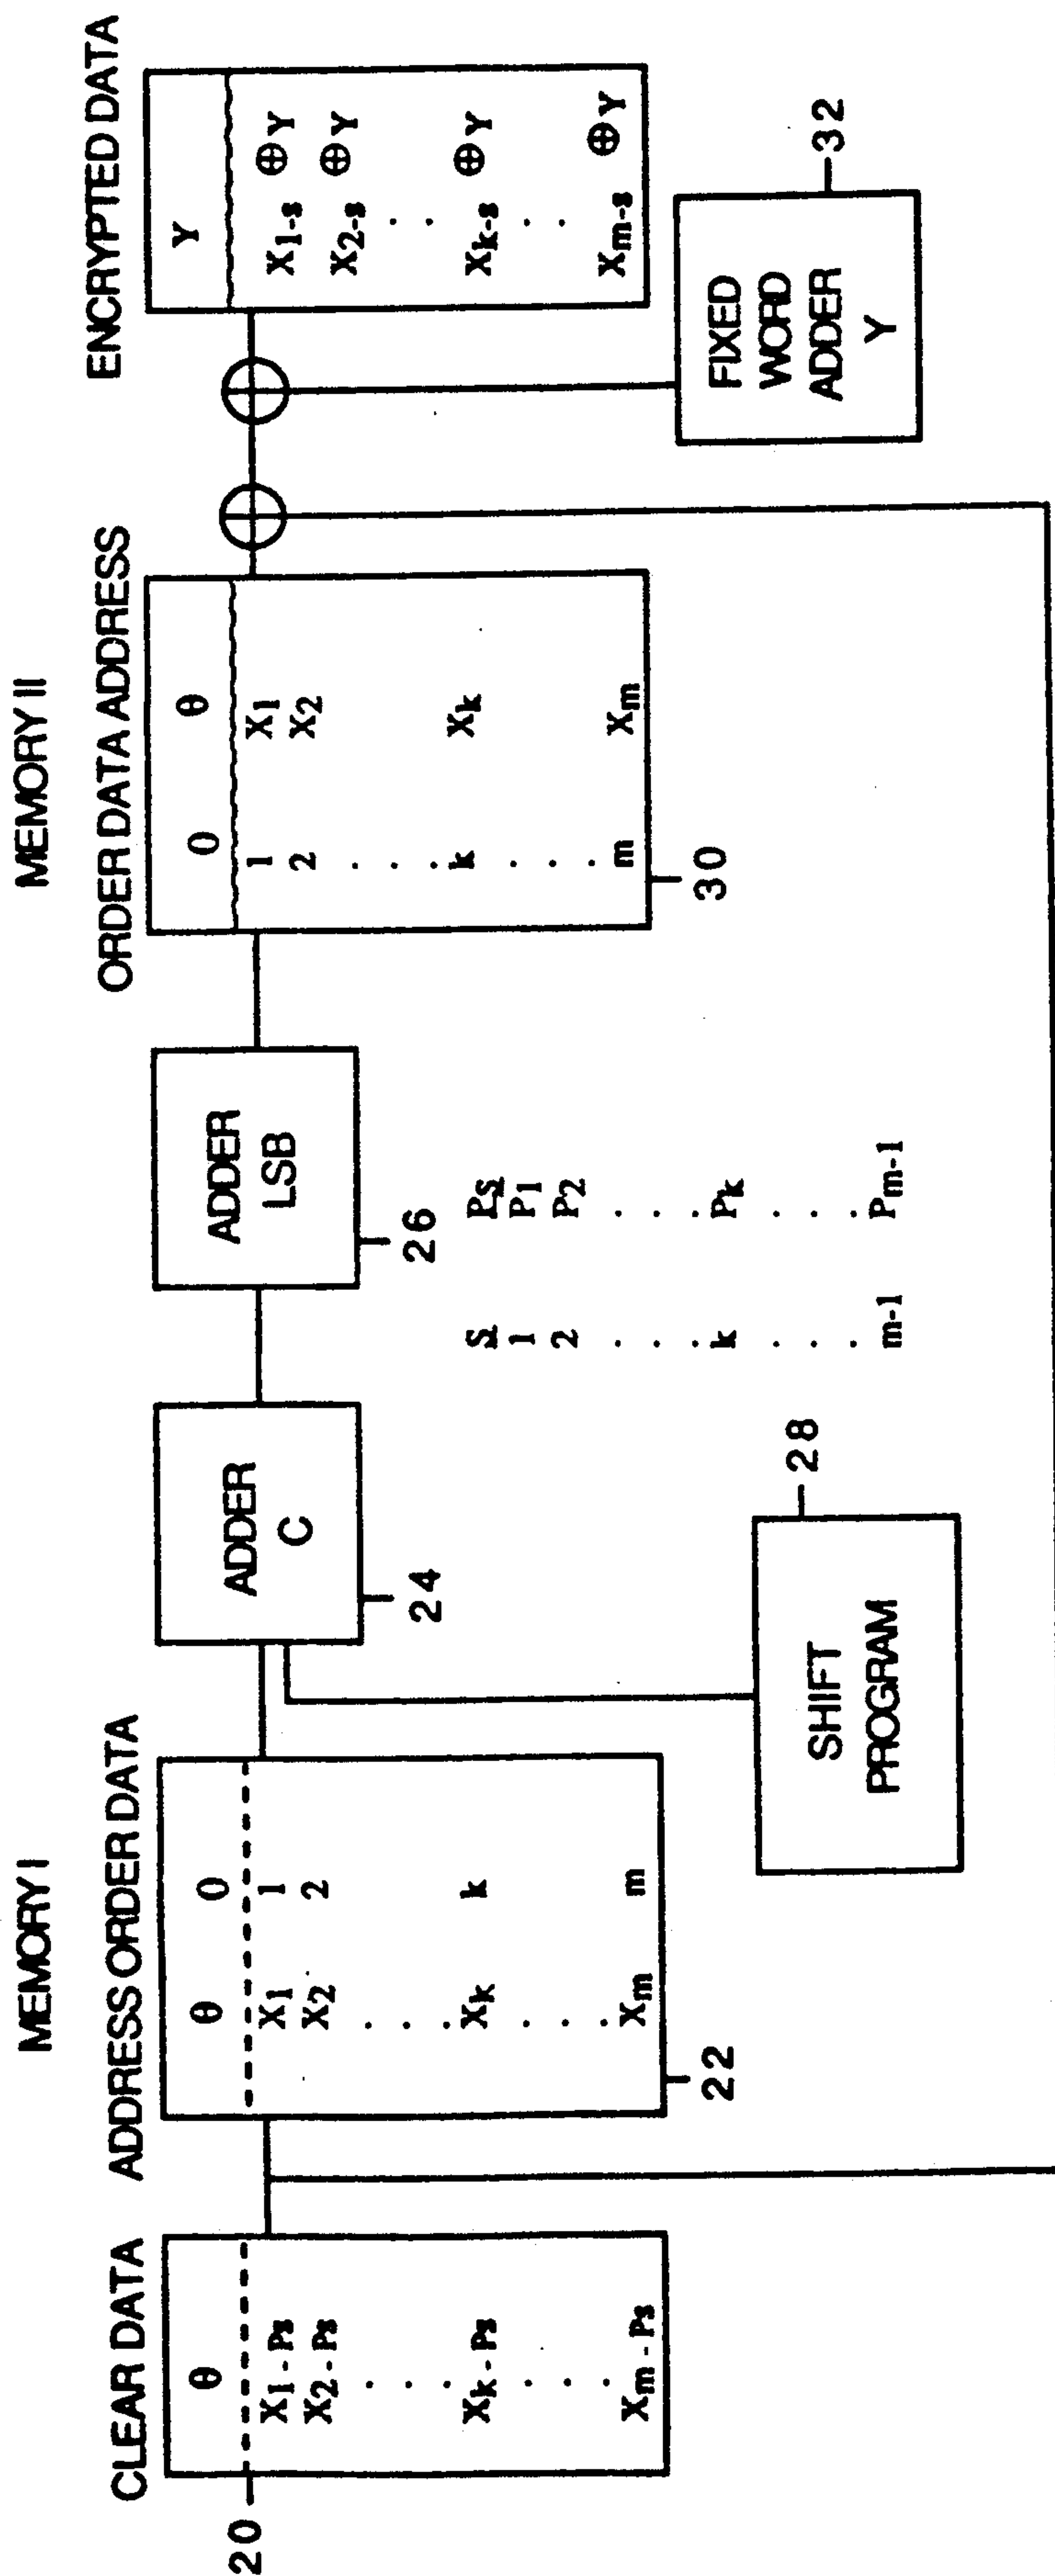 MEMORY I
MEMORY II
CLEAR DATA
θ
X1 - Ps
X2 - Ps
.
.
.
Xk - Ps
.
.
.
Xm - Ps
20
ADDRESS ORDER DATA
θ 0
X1 1
X2 2
.
.
.
Xk k
.
.
.
Xm m
22
ADDER
C
24
SHIFT
PROGRAM
28
ADDER
LSB
26
S PS
1 P1
2 P2
. .
. .
. .
k Pk
. .
. .
. .
m-1 Pm-1
ORDER DATA ADDRESS
0 θ
1 X1
2 X2
.
.
.
k Xk
.
.
.
m Xm
30
FIXED
WORD
ADDER
Y
32
ENCRYPTED DATA
Y
X1-s ⊕Y
X2-s ⊕Y
.
.
Xk-s ⊕Y
.
.
Xm-s ⊕Y